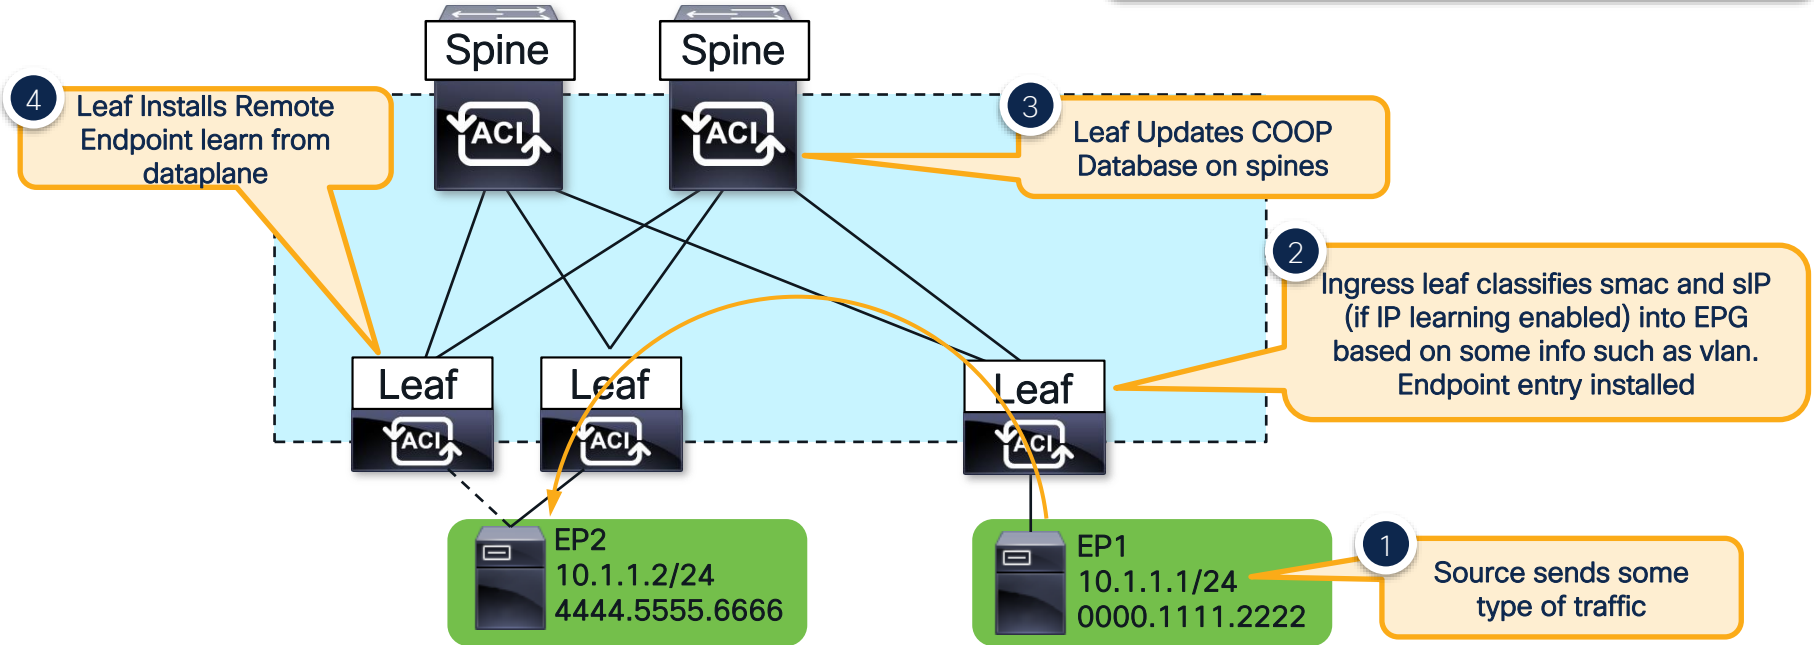 Spine
Spine
ACI
ACI
4
Leaf Installs Remote
Endpoint learn from
dataplane
3
Leaf Updates COOP
Database on spines
2
Ingress leaf classifies smac and sIP
(if IP learning enabled) into EPG
based on some info such as vlan.
Endpoint entry installed
Leaf
Leaf
Leaf
ACI
ACI
ACI
EP2
10.1.1.2/24
4444.5555.6666
EP1
10.1.1.1/24
0000.1111.2222
1
Source sends some
type of traffic